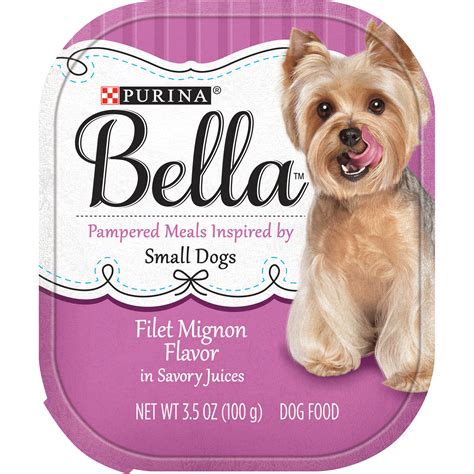 PURINA®
Bella™
Pampered Meals Inspired by
Small Dogs
Filet Mignon
Flavor
in Savory Juices
NET WT 3.5 OZ (100 g) DOG FOOD